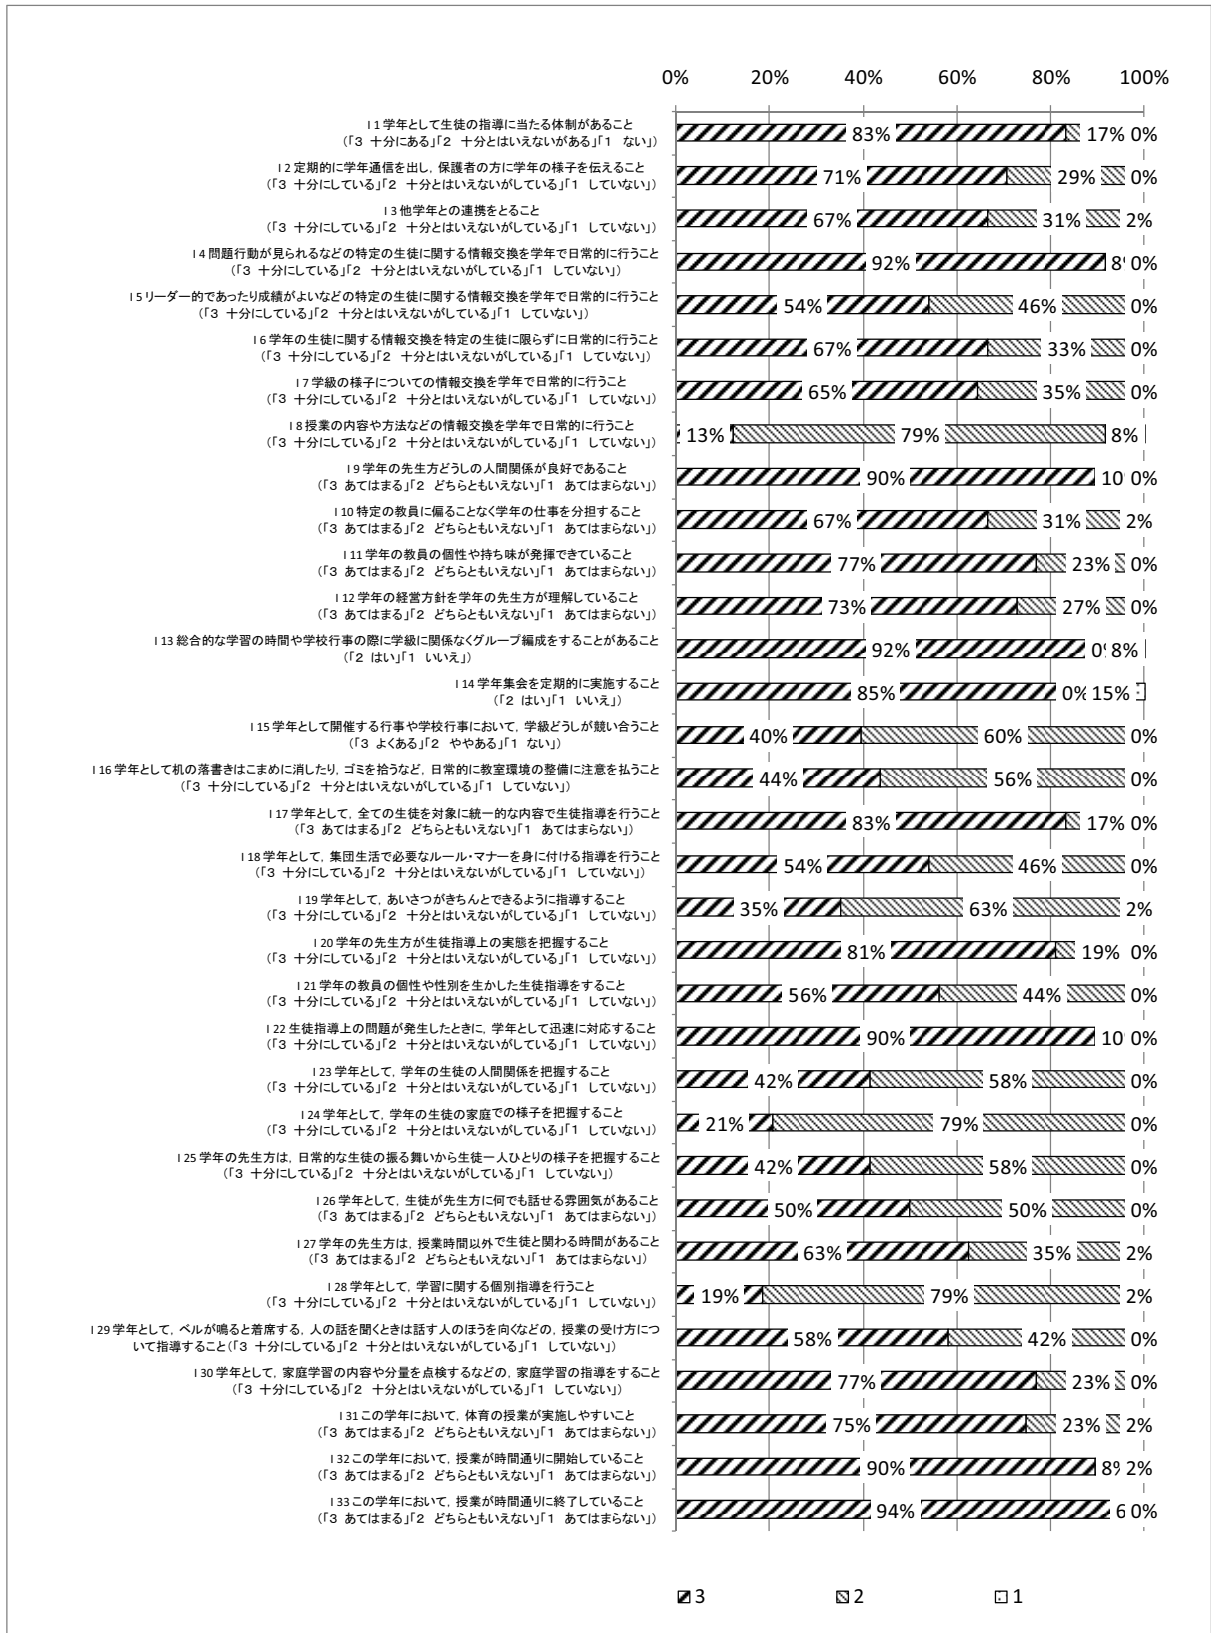 0% 20% 40% 60% 80% 100%
I 1 学年として生徒の指導に当たる体制があること
(｢3 十分にある｣｢2 十分とはいえないがある｣｢1 ない｣)
83% 17% 0%
I 2 定期的に学年通信を出し，保護者の方に学年の様子を伝えること
(｢3 十分にしている｣｢2 十分とはいえないがしている｣｢1 していない｣)
71% 29% 0%
I 3 他学年との連携をとること
(｢3 十分にしている｣｢2 十分とはいえないがしている｣｢1 していない｣)
67% 31% 2%
I 4 問題行動が見られるなどの特定の生徒に関する情報交換を学年で日常的に行うこと
(｢3 十分にしている｣｢2 十分とはいえないがしている｣｢1 していない｣)
92% 8% 0%
I 5 リーダー的であったり成績がよいなどの特定の生徒に関する情報交換を学年で日常的に行うこと
(｢3 十分にしている｣｢2 十分とはいえないがしている｣｢1 していない｣)
54% 46% 0%
I 6 学年の生徒に関する情報交換を特定の生徒に限らずに日常的に行うこと
(｢3 十分にしている｣｢2 十分とはいえないがしている｣｢1 していない｣)
67% 33% 0%
I 7 学級の様子についての情報交換を学年で日常的に行うこと
(｢3 十分にしている｣｢2 十分とはいえないがしている｣｢1 していない｣)
65% 35% 0%
I 8 授業の内容や方法などの情報交換を学年で日常的に行うこと
(｢3 十分にしている｣｢2 十分とはいえないがしている｣｢1 していない｣)
13% 79% 8%
I 9 学年の先生方どうしの人間関係が良好であること
(｢3 あてはまる｣｢2 どちらともいえない｣｢1 あてはまらない｣)
90% 10 0%
I 10 特定の教員に偏ることなく学年の仕事を分担すること
(｢3 あてはまる｣｢2 どちらともいえない｣｢1 あてはまらない｣)
67% 31% 2%
I 11 学年の教員の個性や持ち味が発揮できていること
(｢3 あてはまる｣｢2 どちらともいえない｣｢1 あてはまらない｣)
77% 23% 0%
I 12 学年の経営方針を学年の先生方が理解していること
(｢3 あてはまる｣｢2 どちらともいえない｣｢1 あてはまらない｣)
73% 27% 0%
I 13 総合的な学習の時間や学校行事の際に学級に関係なくグループ編成をすることがあること
(｢2 はい｣｢1 いいえ｣)
92% 0% 8%
I 14 学年集会を定期的に実施すること
(｢2 はい｣｢1 いいえ｣)
85% 0% 15%
I 15 学年として開催する行事や学校行事において，学級どうしが競い合うこと
(｢3 よくある｣｢2 ややある｣｢1 ない｣)
40% 60% 0%
I 16 学年として机の落書きはこまめに消したり，ゴミを拾うなど，日常的に教室環境の整備に注意を払うこと
(｢3 十分にしている｣｢2 十分とはいえないがしている｣｢1 していない｣)
44% 56% 0%
I 17 学年として，全ての生徒を対象に統一的な内容で生徒指導を行うこと
(｢3 あてはまる｣｢2 どちらともいえない｣｢1 あてはまらない｣)
83% 17% 0%
I 18 学年として，集団生活で必要なルール・マナーを身に付ける指導を行うこと
(｢3 十分にしている｣｢2 十分とはいえないがしている｣｢1 していない｣)
54% 46% 0%
I 19 学年として，あいさつがきちんとできるように指導すること
(｢3 十分にしている｣｢2 十分とはいえないがしている｣｢1 していない｣)
35% 63% 2%
I 20 学年の先生方が生徒指導上の実態を把握すること
(｢3 十分にしている｣｢2 十分とはいえないがしている｣｢1 していない｣)
81% 19% 0%
I 21 学年の教員の個性や性別を生かした生徒指導をすること
(｢3 十分にしている｣｢2 十分とはいえないがしている｣｢1 していない｣)
56% 44% 0%
I 22 生徒指導上の問題が発生したときに，学年として迅速に対応すること
(｢3 十分にしている｣｢2 十分とはいえないがしている｣｢1 していない｣)
90% 10 0%
I 23 学年として，学年の生徒の人間関係を把握すること
(｢3 十分にしている｣｢2 十分とはいえないがしている｣｢1 していない｣)
42% 58% 0%
I 24 学年として，学年の生徒の家庭での様子を把握すること
(｢3 十分にしている｣｢2 十分とはいえないがしている｣｢1 していない｣)
21% 79% 0%
I 25 学年の先生方は，日常的な生徒の振る舞いから生徒一人ひとりの様子を把握すること
(｢3 十分にしている｣｢2 十分とはいえないがしている｣｢1 していない｣)
42% 58% 0%
I 26 学年として，生徒が先生方に何でも話せる雰囲気があること
(｢3 あてはまる｣｢2 どちらともいえない｣｢1 あてはまらない｣)
50% 50% 0%
I 27 学年の先生方は，授業時間以外で生徒と関わる時間があること
(｢3 あてはまる｣｢2 どちらともいえない｣｢1 あてはまらない｣)
63% 35% 2%
I 28 学年として，学習に関する個別指導を行うこと
(｢3 十分にしている｣｢2 十分とはいえないがしている｣｢1 していない｣)
19% 79% 2%
I 29 学年として，ベルが鳴ると着席する，人の話を聞くときは話す人のほうを向くなどの，授業の受け方につ
いて指導すること(｢3 十分にしている｣｢2 十分とはいえないがしている｣｢1 していない｣)
58% 42% 0%
I 30 学年として，家庭学習の内容や分量を点検するなどの，家庭学習の指導をすること
(｢3 十分にしている｣｢2 十分とはいえないがしている｣｢1 していない｣)
77% 23% 0%
I 31 この学年において，体育の授業が実施しやすいこと
(｢3 あてはまる｣｢2 どちらともいえない｣｢1 あてはまらない｣)
75% 23% 2%
I 32 この学年において，授業が時間通りに開始していること
(｢3 あてはまる｣｢2 どちらともいえない｣｢1 あてはまらない｣)
90% 8% 2%
I 33 この学年において，授業が時間通りに終了していること
(｢3 あてはまる｣｢2 どちらともいえない｣｢1 あてはまらない｣)
94% 6 0%
3 2 1